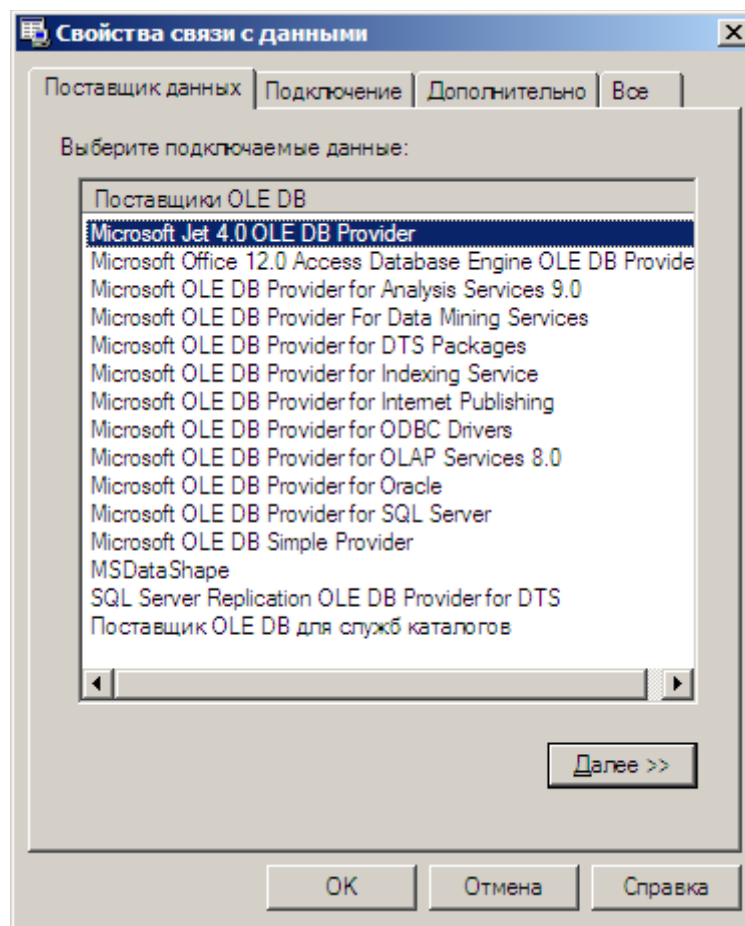 Свойства связи с данными
Поставщик данных Подключение Дополнительно Все
Выберите подключаемые данные:
Поставщики OLE DB
Microsoft Jet 4.0 OLE DB Provider
Microsoft Office 12.0 Access Database Engine OLE DB Provide
Microsoft OLE DB Provider for Analysis Services 9.0
Microsoft OLE DB Provider For Data Mining Services
Microsoft OLE DB Provider for DTS Packages
Microsoft OLE DB Provider for Indexing Service
Microsoft OLE DB Provider for Internet Publishing
Microsoft OLE DB Provider for ODBC Drivers
Microsoft OLE DB Provider for OLAP Services 8.0
Microsoft OLE DB Provider for Oracle
Microsoft OLE DB Provider for SQL Server
Microsoft OLE DB Simple Provider
MSDataShape
SQL Server Replication OLE DB Provider for DTS
Поставщик OLE DB для служб каталогов
Далее >>
OK Отмена Справка